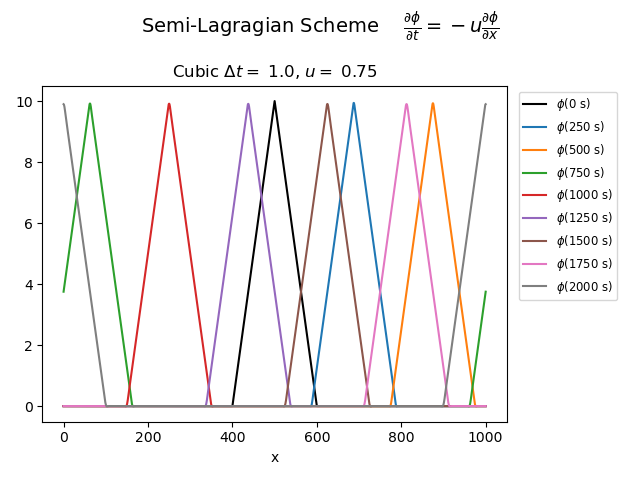 Semi-Lagragian Scheme ∂ϕ/∂t = −u ∂ϕ/∂x
Cubic Δt = 1.0, u = 0.75
10
8
6
4
2
0
0 200 400 600 800 1000
x
ϕ(0 s)
ϕ(250 s)
ϕ(500 s)
ϕ(750 s)
ϕ(1000 s)
ϕ(1250 s)
ϕ(1500 s)
ϕ(1750 s)
ϕ(2000 s)